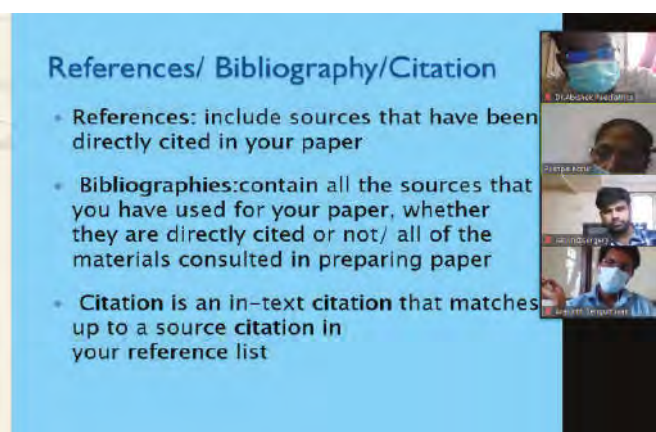 References/ Bibliography/Citation
References: include sources that have been
directly cited in your paper
Bibliographies:contain all the sources that
you have used for your paper, whether
they are directly cited or not/ all of the
materials consulted in preparing paper
Citation is an in-text citation that matches
up to a source citation in
your reference list
Dr.Abishek Paediatrics